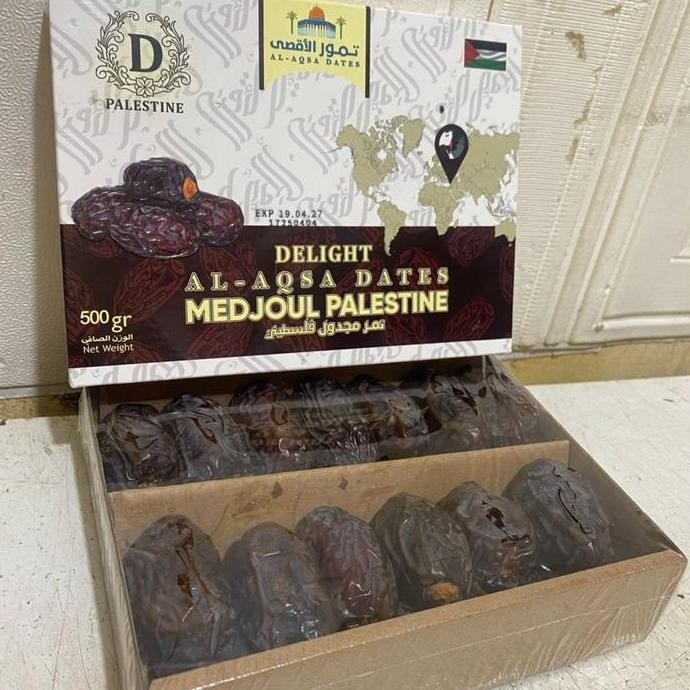 D
PALESTINE
تمور الأقصى
AL-AQSA DATES
EXP 19.04.27
17250404
DELIGHT
AL-AQSA DATES
MEDJOUL PALESTINE
تمر مجدول فلسطيني
500 gr
الوزن الصافي
Net Weight